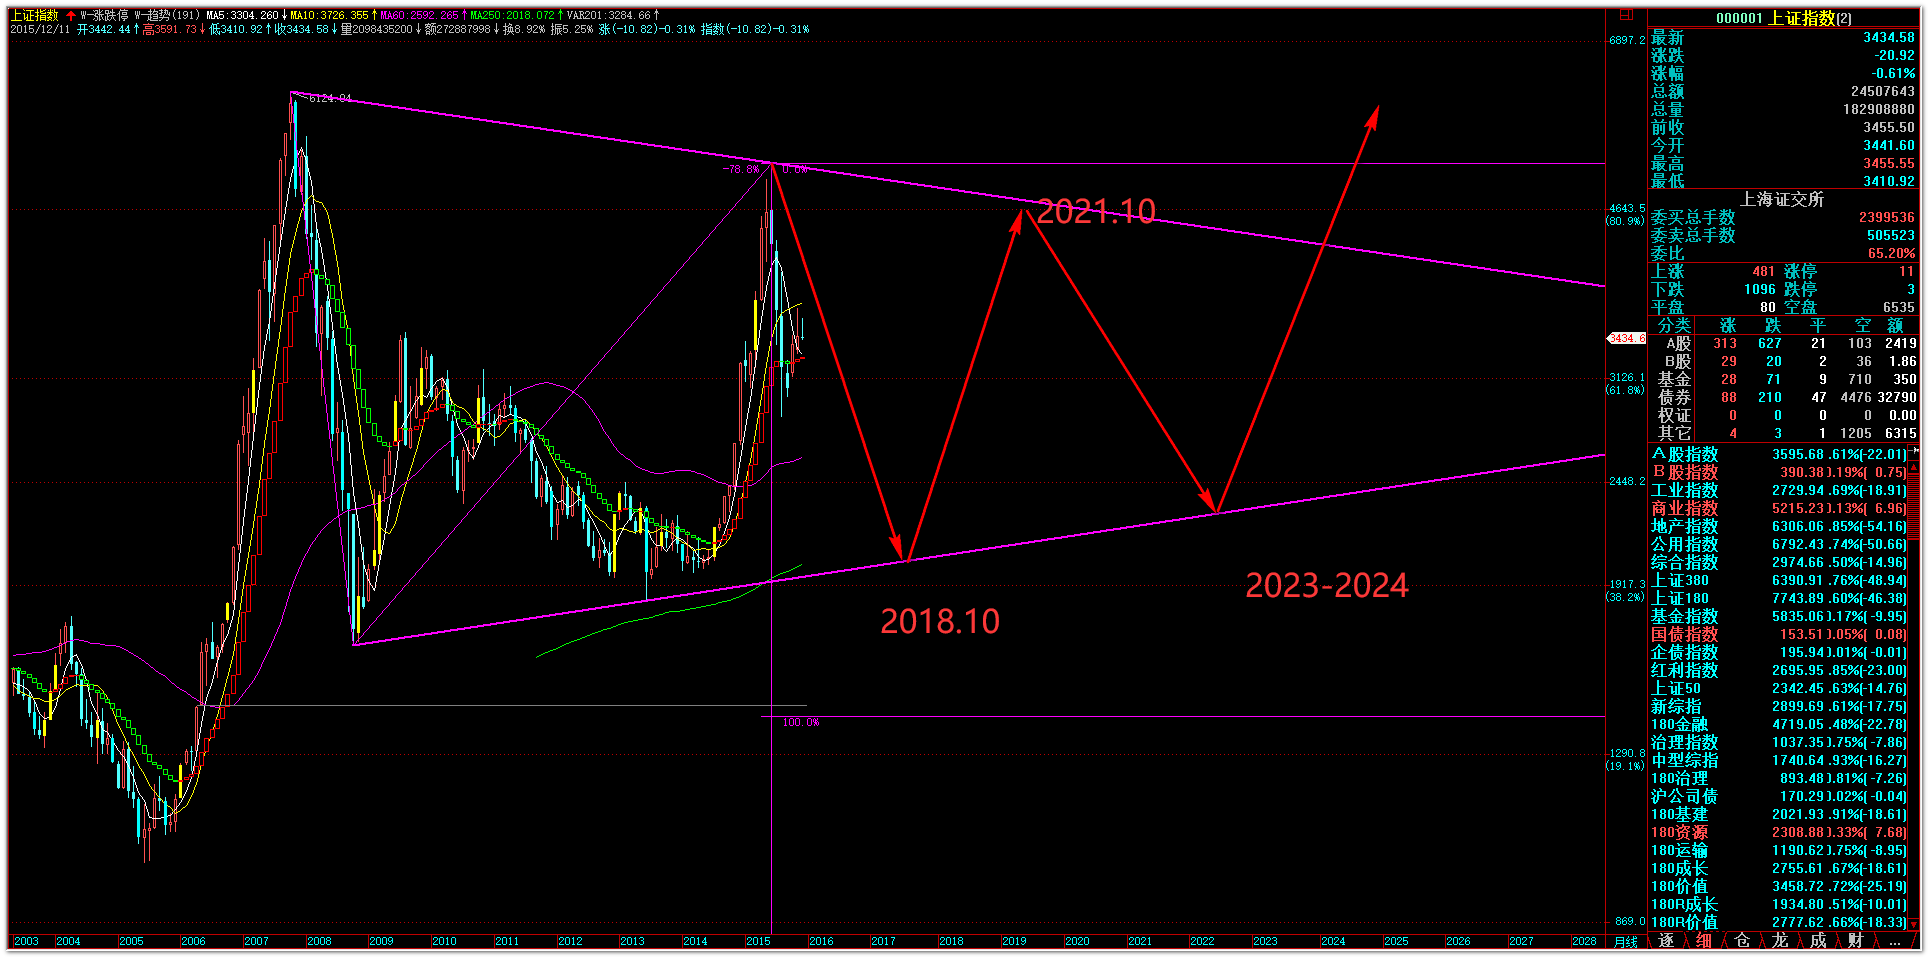 上证指数 ↑ W-涨跌停 W-趋势(191) MA5:3304.260↓MA10:3726.355↑MA60:2592.265↑MA250:2018.072↑VAR201:3284.66↑
2015/12/11 开3442.44↑高3591.73↓低3410.92↑收3434.58↓量2098435200↓额272887998↓换8.92% 振5.25% 涨(-10.82)-0.31% 指数(-10.82)-0.31%
6124.04
-78.8%
0.0%
2021.10
2018.10
2023-2024
100.0%
6897.2
4643.5
(80.9%)
3434.6
3126.1
(61.8%)
2448.2
1917.3
(38.2%)
1290.8
(19.1%)
869.0
2003 2004 2005 2006 2007 2008 2009 2010 2011 2012 2013 2014 2015 2016 2017 2018 2019 2020 2021 2022 2023 2024 2025 2026 2027 2028 月线
000001 上证指数(2)
最新 3434.58
涨跌 -20.92
涨幅 -0.61%
总额 24507643
总量 182908880
前收 3455.50
今开 3441.60
最高 3455.55
最低 3410.92
上海证交所
委买总手数 2399536
委卖总手数 505523
委比 65.20%
上涨 481 涨停 11
下跌 1096 跌停 3
平盘 80 空盘 6535
分类 涨 跌 平 空 额
A股 313 627 21 103 2419
B股 29 20 2 36 1.86
基金 28 71 9 710 350
债券 88 210 47 4476 32790
权证 0 0 0 0 0.00
其它 4 3 1 1205 6315
A股指数 3595.68 .61%(-22.01)
B股指数 390.38 .19%( 0.75)
工业指数 2729.94 .69%(-18.91)
商业指数 5215.23 .13%( 6.96)
地产指数 6306.06 .85%(-54.16)
公用指数 6792.43 .74%(-50.66)
综合指数 2974.66 .50%(-14.96)
上证380 6390.91 .76%(-48.94)
上证180 7743.89 .60%(-46.38)
基金指数 5835.06 .17%(-9.95)
国债指数 153.51 .05%( 0.08)
企债指数 195.94 .01%(-0.01)
红利指数 2695.95 .85%(-23.00)
上证50 2342.45 .63%(-14.76)
新综指 2899.69 .61%(-17.75)
180金融 4719.05 .48%(-22.78)
治理指数 1037.35 .75%(-7.86)
中型综指 1740.64 .93%(-16.27)
180治理 893.48 .81%(-7.26)
沪公司债 170.29 .02%(-0.04)
180基建 2021.93 .91%(-18.61)
180资源 2308.88 .33%( 7.68)
180运输 1190.62 .75%(-8.95)
180成长 2755.61 .67%(-18.61)
180价值 3458.72 .72%(-25.19)
180R成长 1934.80 .51%(-10.01)
180R价值 2777.62 .66%(-18.33)
逐 细 仓 龙 成 财 ...